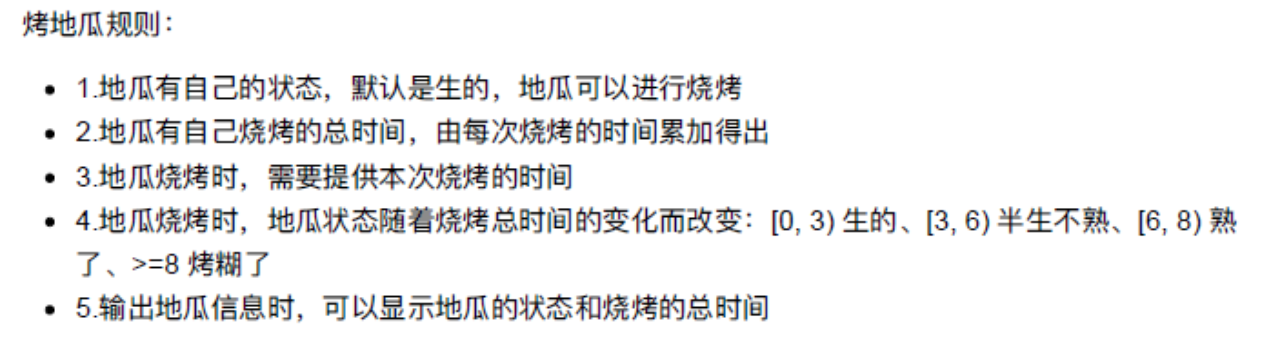 烤地瓜规则：
• 1.地瓜有自己的状态，默认是生的，地瓜可以进行烧烤
• 2.地瓜有自己烧烤的总时间，由每次烧烤的时间累加得出
• 3.地瓜烧烤时，需要提供本次烧烤的时间
• 4.地瓜烧烤时，地瓜状态随着烧烤总时间的变化而改变：[0, 3) 生的、[3, 6) 半生不熟、[6, 8) 熟
了、>=8 烤糊了
• 5.输出地瓜信息时，可以显示地瓜的状态和烧烤的总时间